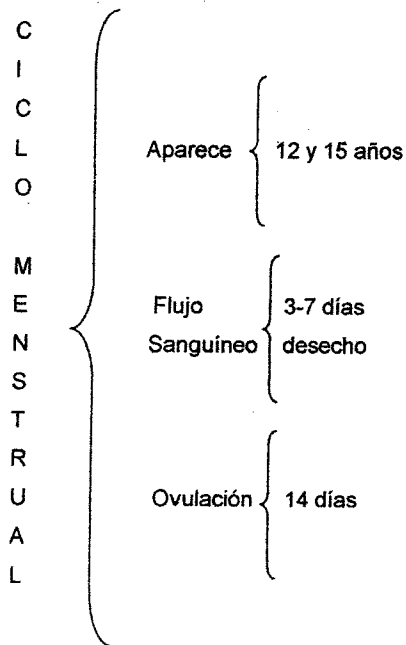 CICLO MENSTRUAL
Aparece
12 y 15 años
Flujo
Sanguíneo
3-7 días
desecho
Ovulación
14 días